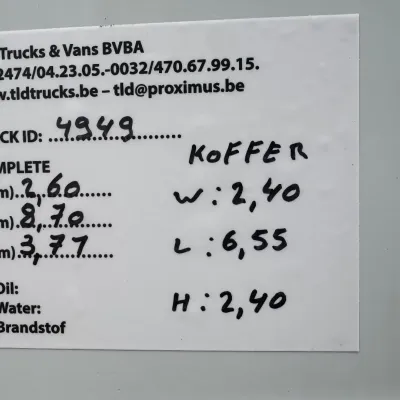 Trucks & Vans BVBA
2474/04.23.05.-0032/470.67.99.15.
w.tldtrucks.be – tld@proximus.be
CK ID: 4949
KOFFER
MPLETE
m) 2,60
W : 2,40
m) 8,70
L : 6,55
m) 3,77
Oil:
H : 2,40
Water:
Brandstof